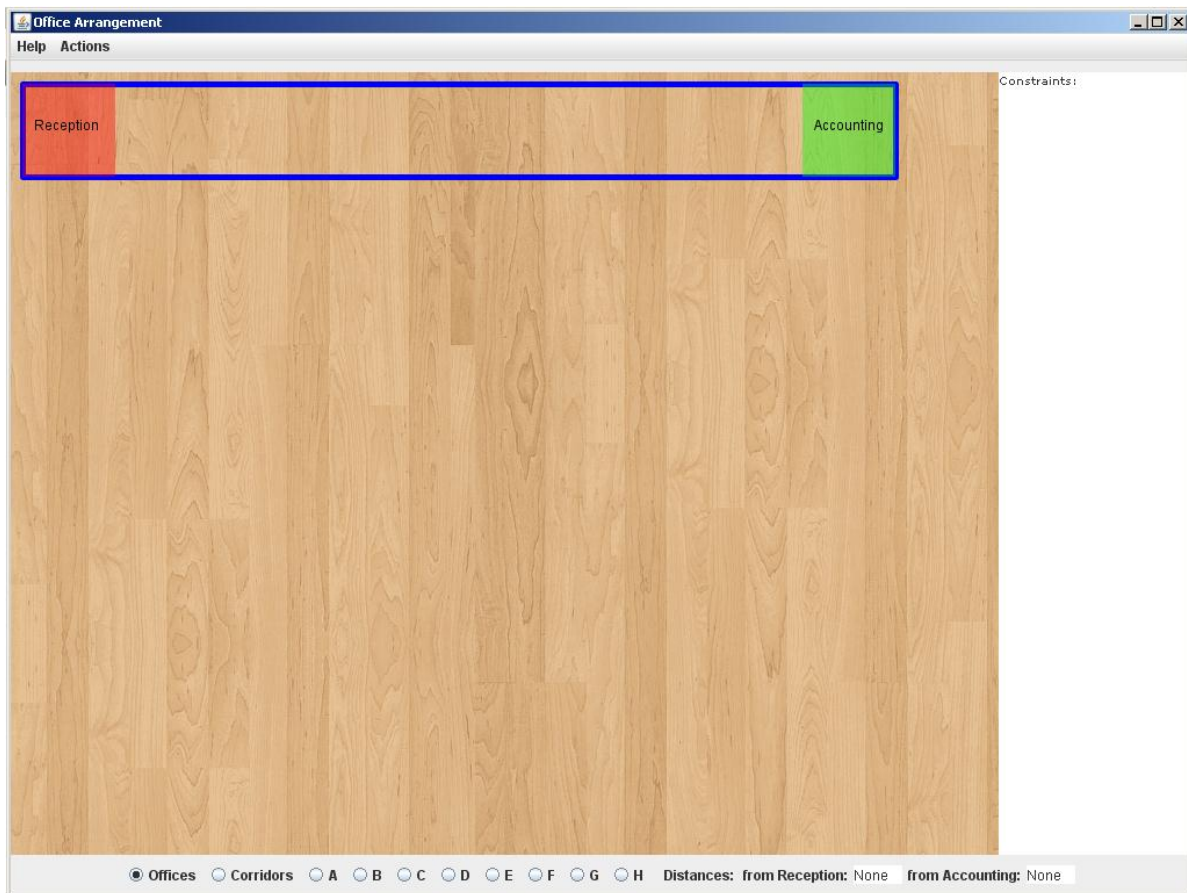 Office Arrangement
Help Actions
Constraints:
Reception
Accounting
Offices Corridors A B C D E F G H Distances: from Reception: None from Accounting: None